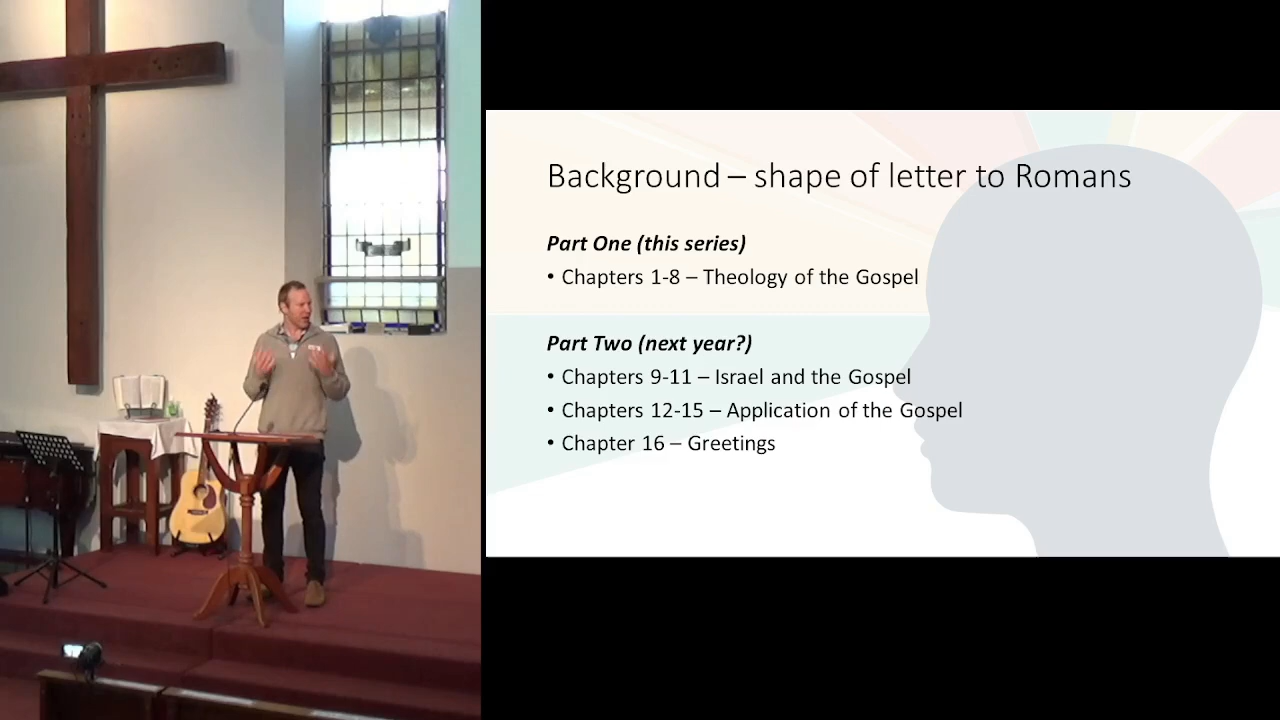 Background – shape of letter to Romans
Part One (this series)
• Chapters 1-8 – Theology of the Gospel
Part Two (next year?)
• Chapters 9-11 – Israel and the Gospel
• Chapters 12-15 – Application of the Gospel
• Chapter 16 – Greetings